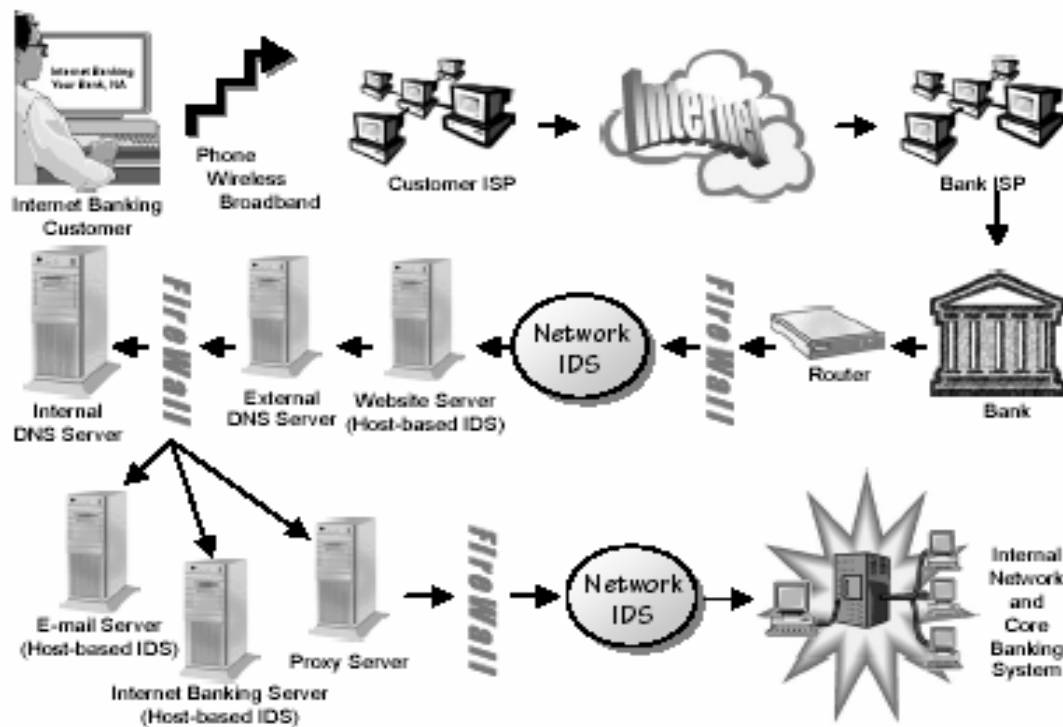 Internet Banking
Your Bank, NA
Internet Banking
Customer
Phone
Wireless
Broadband
Customer ISP
Internet
Bank ISP
Internal
DNS Server
FireWall
External
DNS Server
Website Server
(Host-based IDS)
Network
IDS
FireWall
Router
Bank
E-mail Server
(Host-based IDS)
Internet Banking Server
(Host-based IDS)
Proxy Server
FireWall
Network
IDS
Internal
Network
and
Core
Banking
System